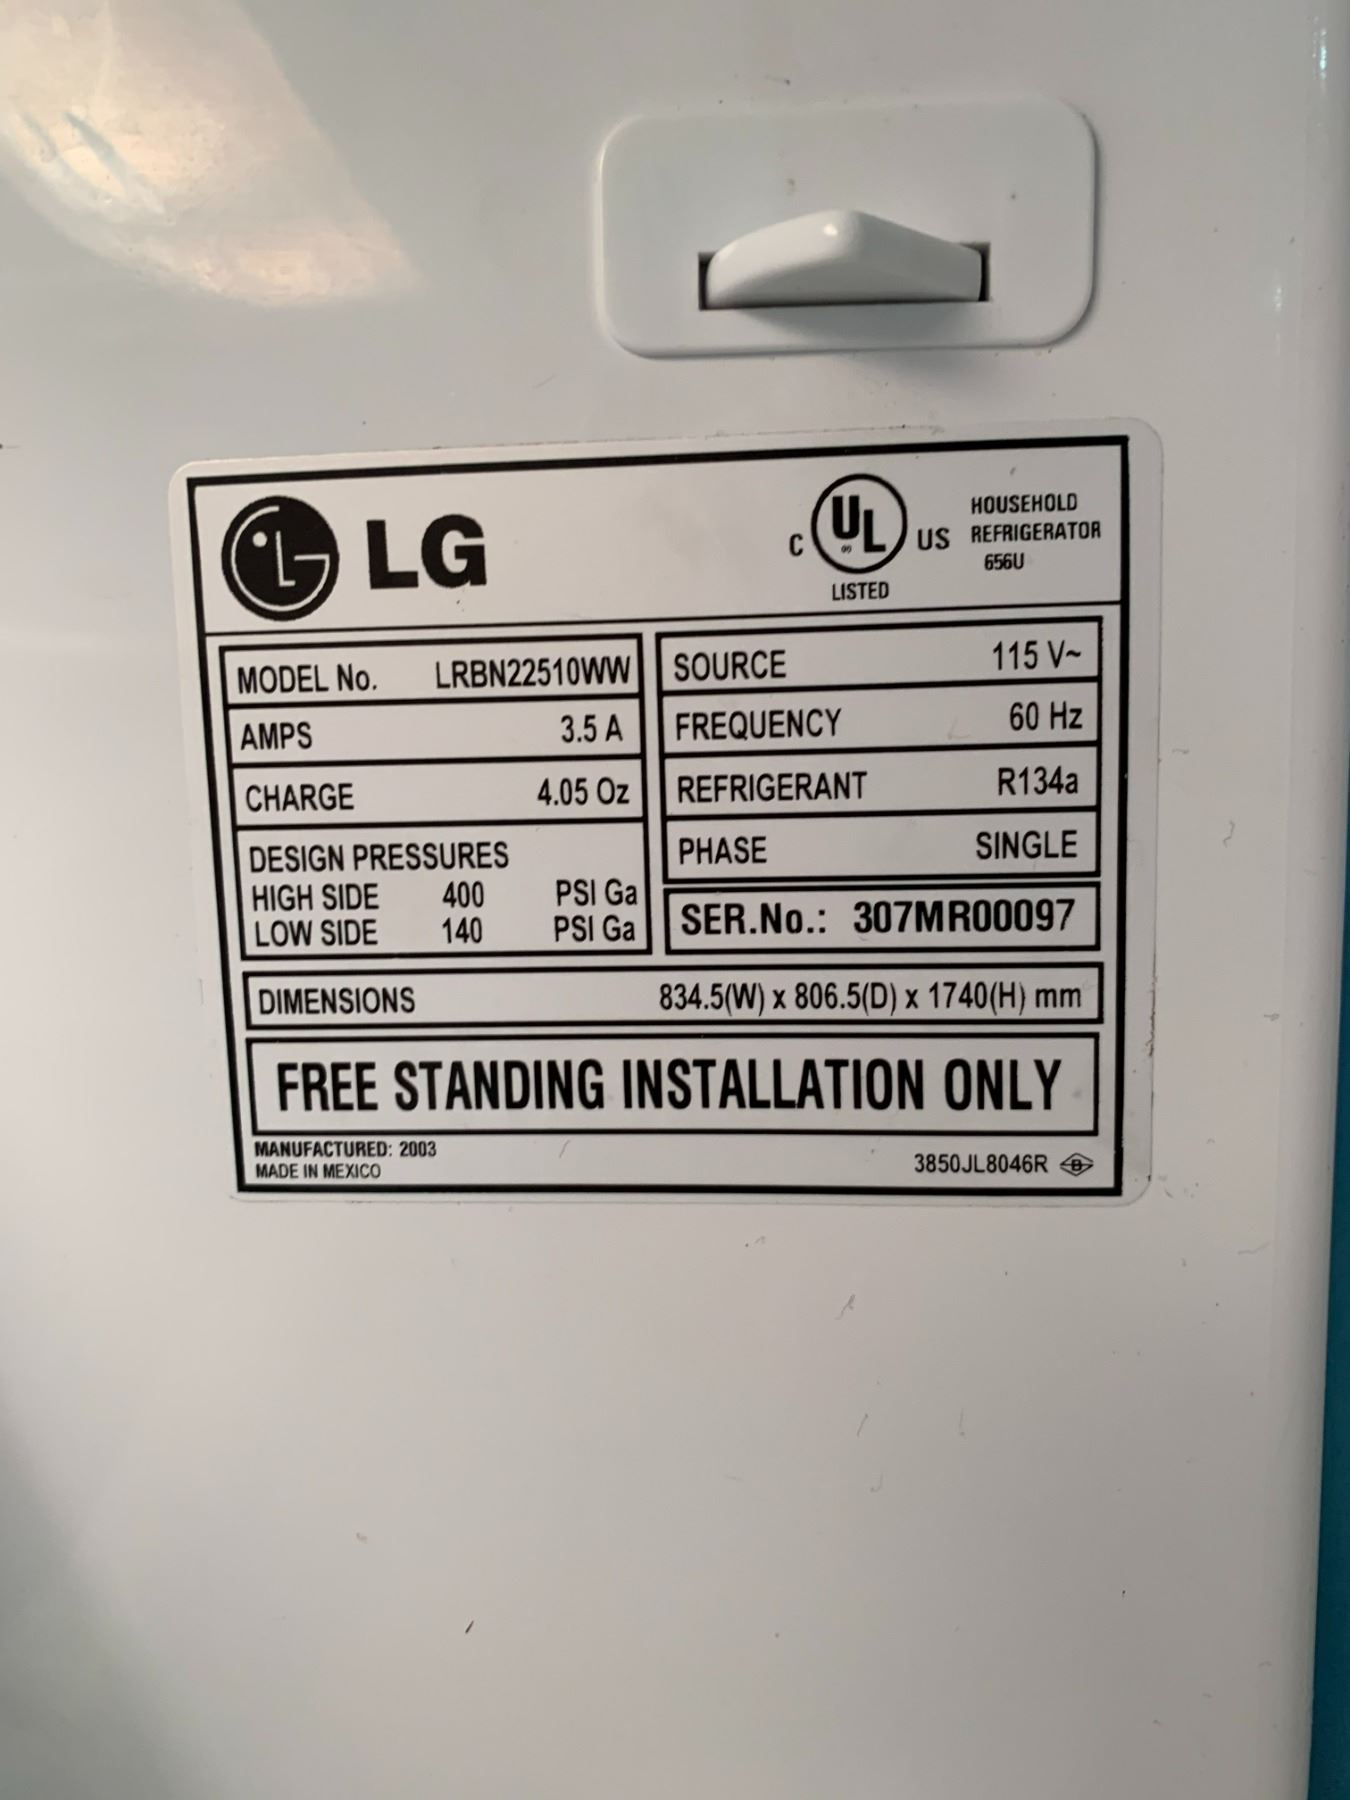 LG
C UL US
LISTED
HOUSEHOLD
REFRIGERATOR
656U
MODEL No. LRBN22510WW
AMPS 3.5 A
CHARGE 4.05 Oz
DESIGN PRESSURES
HIGH SIDE 400 PSI Ga
LOW SIDE 140 PSI Ga
SOURCE 115 V~
FREQUENCY 60 Hz
REFRIGERANT R134a
PHASE SINGLE
SER.No.: 307MR00097
DIMENSIONS 834.5(W) x 806.5(D) x 1740(H) mm
FREE STANDING INSTALLATION ONLY
MANUFACTURED: 2003
MADE IN MEXICO
3850JL8046R B